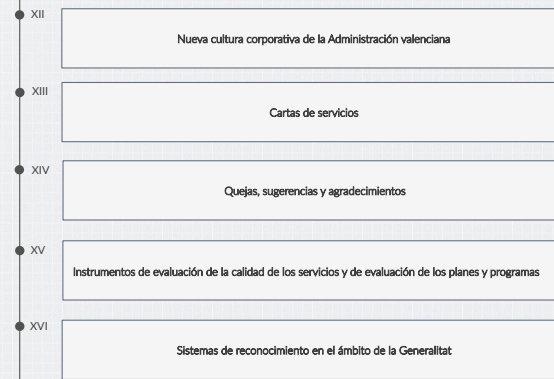 XII
Nueva cultura corporativa de la Administración valenciana
XIII
Cartas de servicios
XIV
Quejas, sugerencias y agradecimientos
XV
Instrumentos de evaluación de la calidad de los servicios y de evaluación de los planes y programas
XVI
Sistemas de reconocimiento en el ámbito de la Generalitat